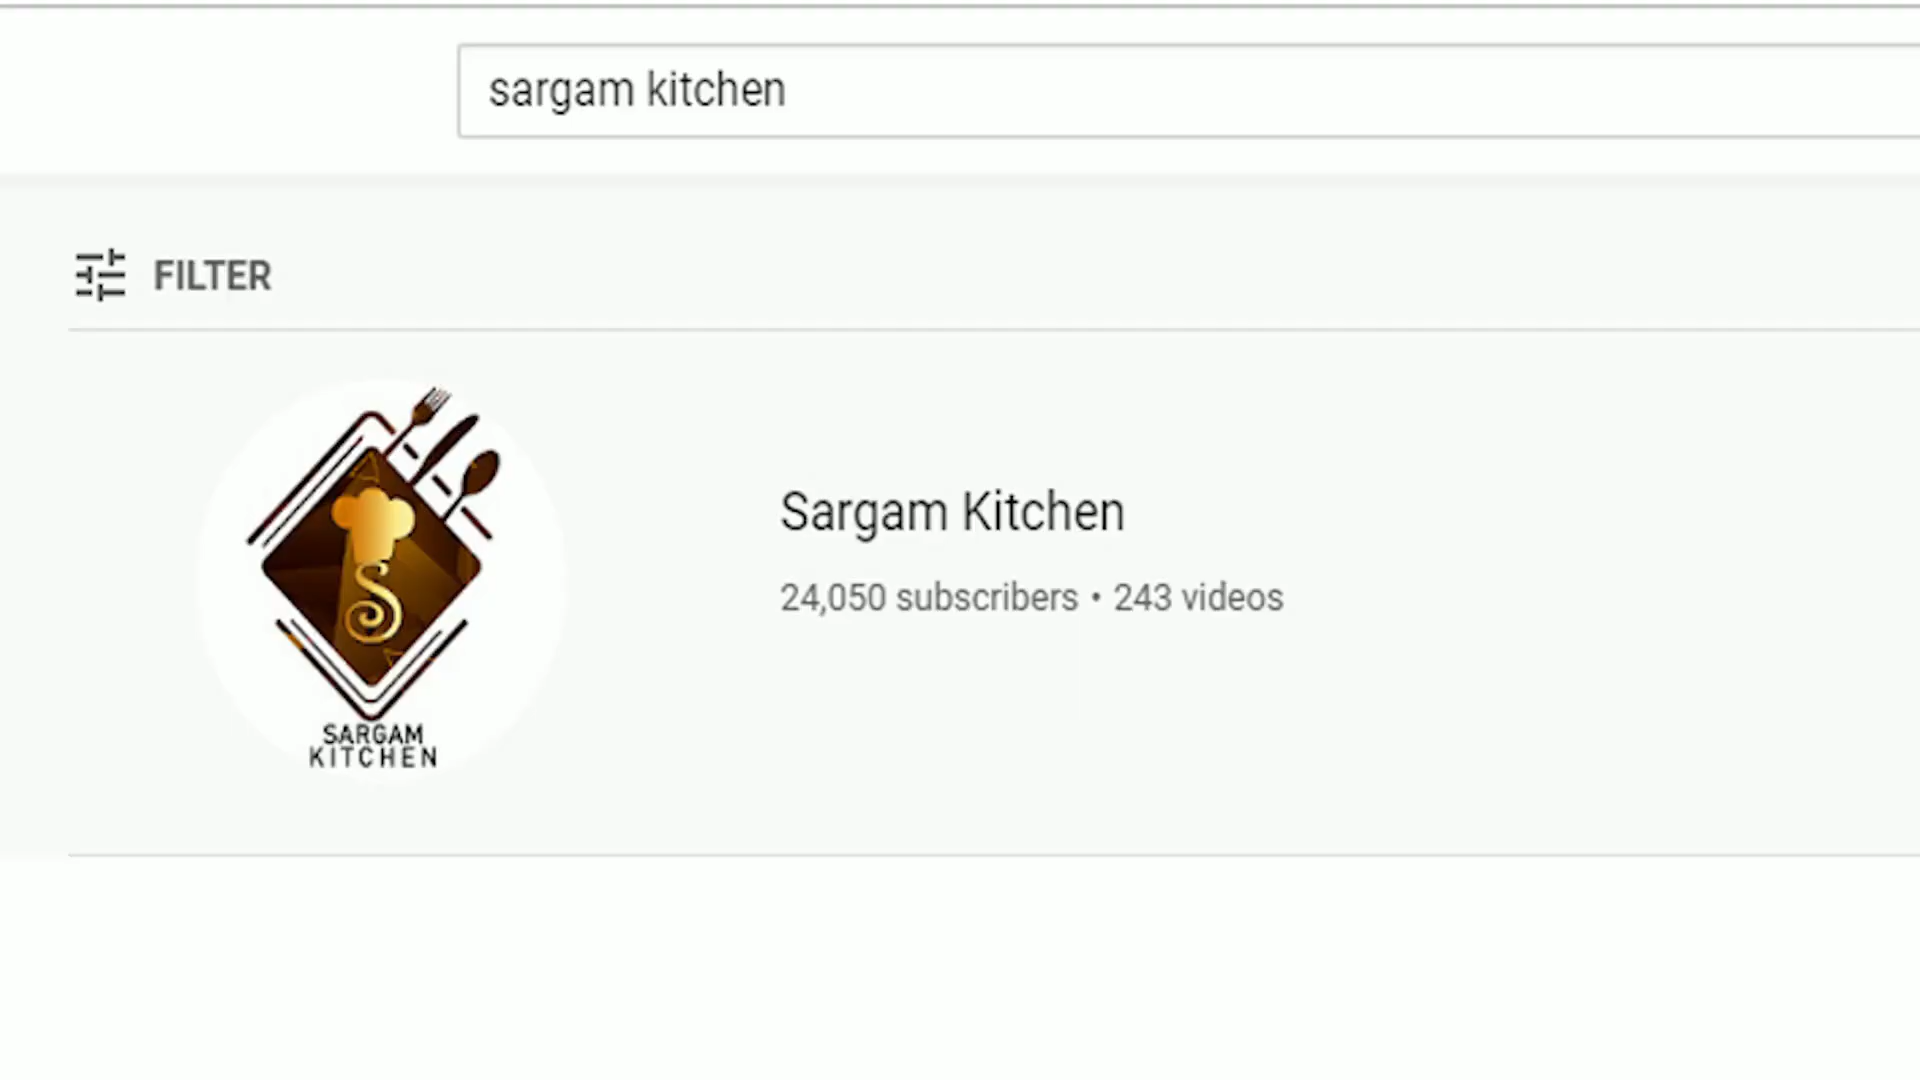 sargam kitchen
FILTER
Sargam Kitchen
24,050 subscribers • 243 videos
S
SARGAM
KITCHEN